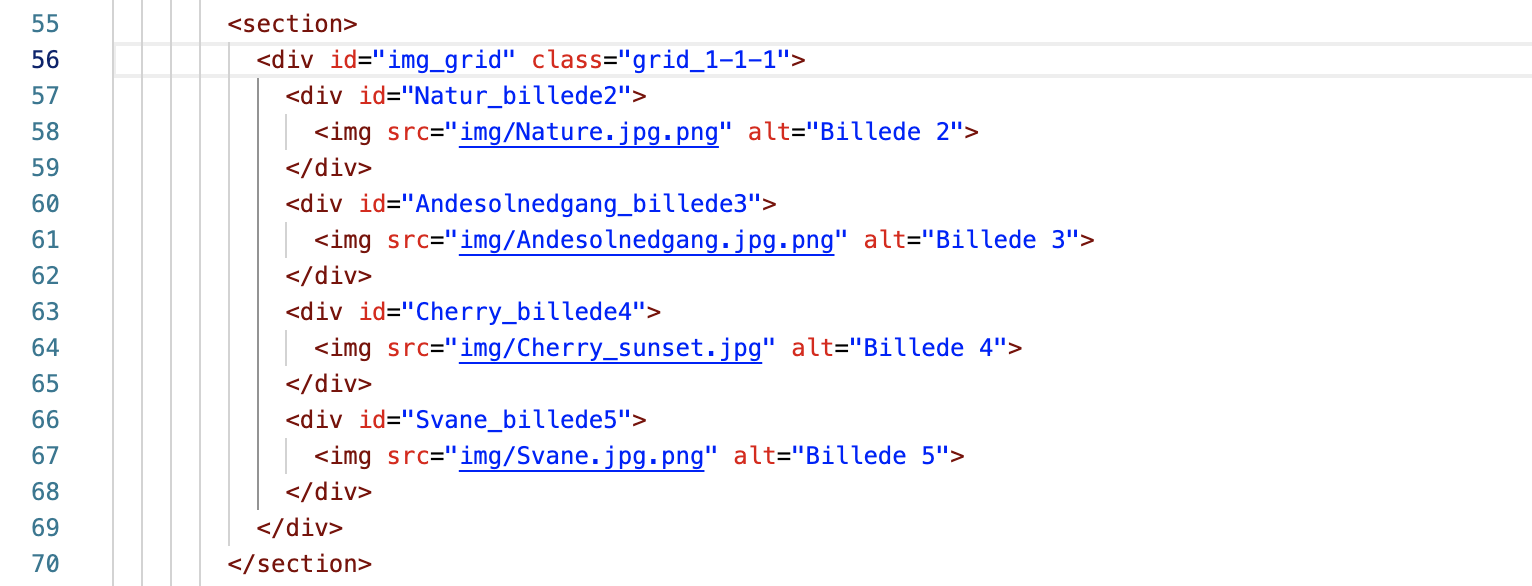 55 <section>
56 <div id="img_grid" class="grid_1-1-1">
57 <div id="Natur_billede2">
58 <img src="img/Nature.jpg.png" alt="Billede 2">
59 </div>
60 <div id="Andesolnedgang_billede3">
61 <img src="img/Andesolnedgang.jpg.png" alt="Billede 3">
62 </div>
63 <div id="Cherry_billede4">
64 <img src="img/Cherry_sunset.jpg" alt="Billede 4">
65 </div>
66 <div id="Svane_billede5">
67 <img src="img/Svane.jpg.png" alt="Billede 5">
68 </div>
69 </div>
70 </section>